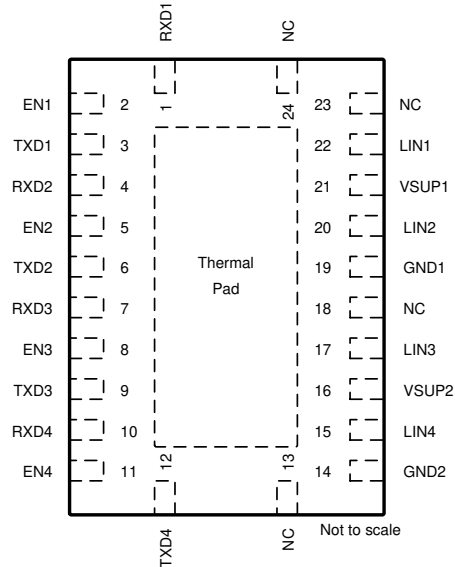 RXD1
NC
EN1 2 1 24 23 NC
TXD1 3 22 LIN1
RXD2 4 21 VSUP1
EN2 5 20 LIN2
TXD2 6 Thermal 19 GND1
Pad
RXD3 7 18 NC
EN3 8 17 LIN3
TXD3 9 16 VSUP2
RXD4 10 15 LIN4
EN4 11 12 13 14 GND2
TXD4
NC
Not to scale